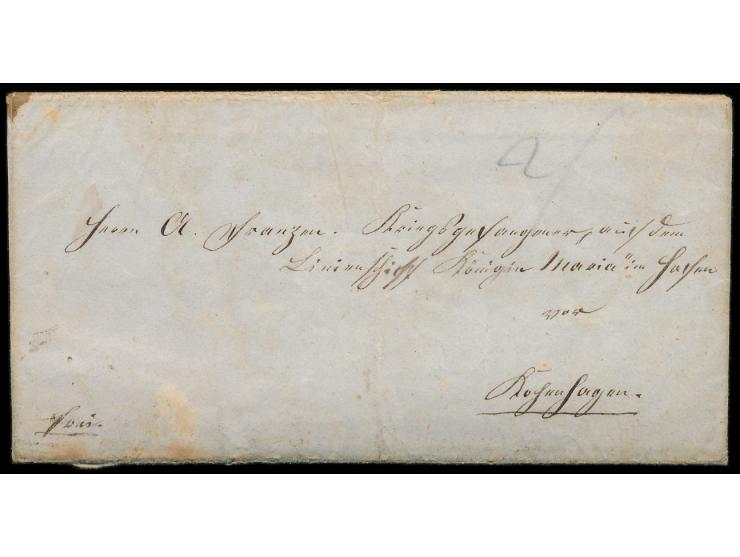 Herrn A. Franzen. Kriegsgefangener, auf dem
Linienschiff Königin Maria" im Hafen
vor
Kopenhagen.
frei.